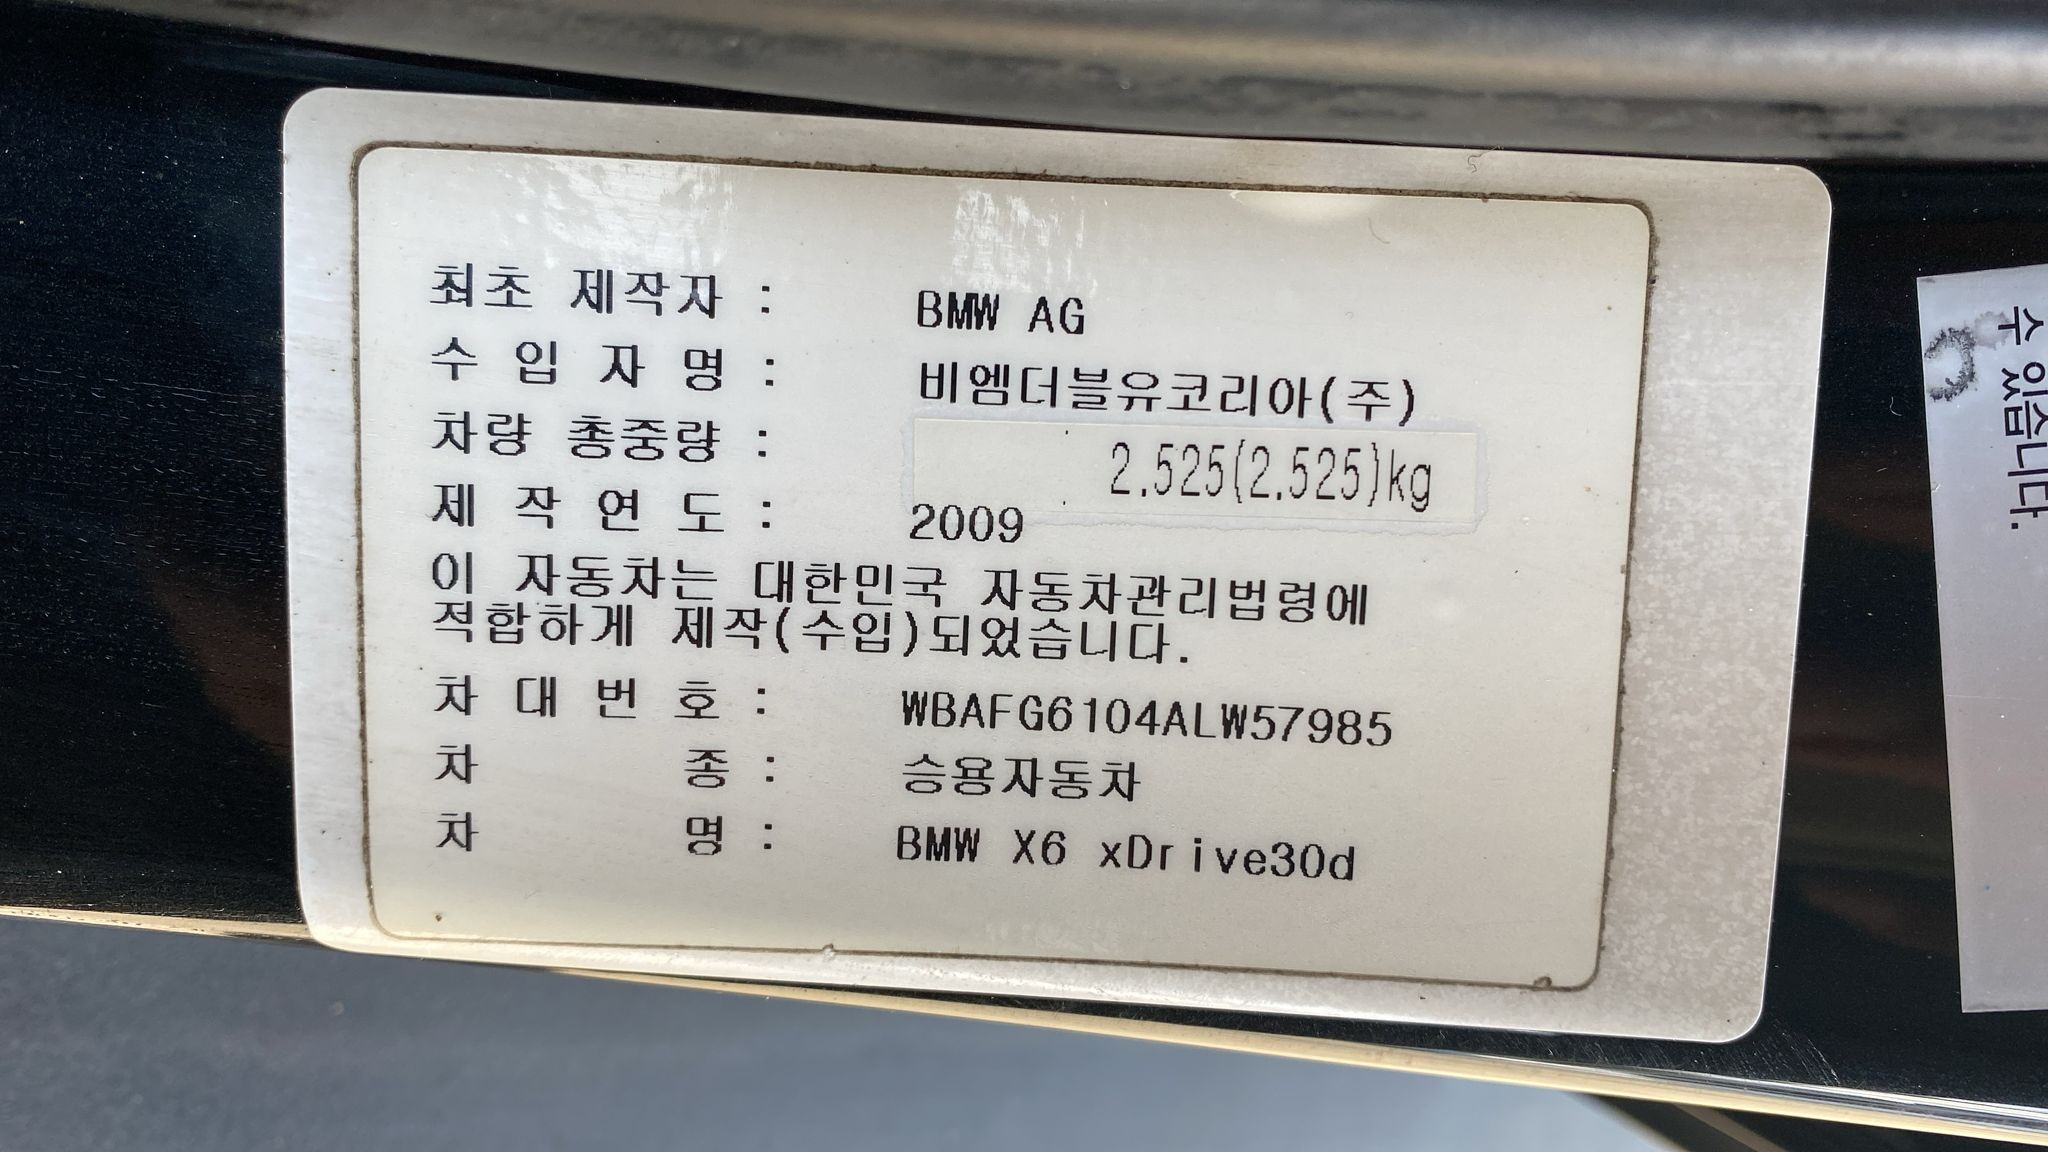 최초 제작자 : BMW AG
수 입 자 명 : 비엠더블유코리아(주)
차량 총중량 : 2,525(2,525)kg
제 작 연 도 : 2009
이 자동차는 대한민국 자동차관리법령에
적합하게 제작(수입)되었습니다.
차 대 번 호 : WBAFG6104ALW57985
차 종 : 승용자동차
차 명 : BMW X6 xDrive30d
수 있습니다.